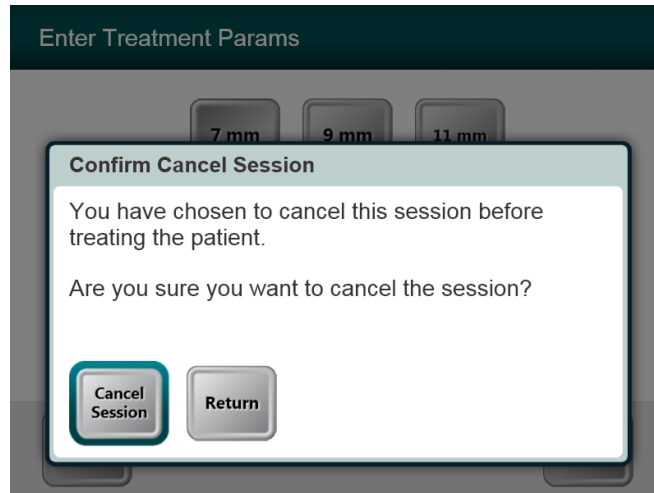 Enter Treatment Params
7 mm
9 mm
11 mm
Confirm Cancel Session
You have chosen to cancel this session before
treating the patient.
Are you sure you want to cancel the session?
Cancel
Session
Return